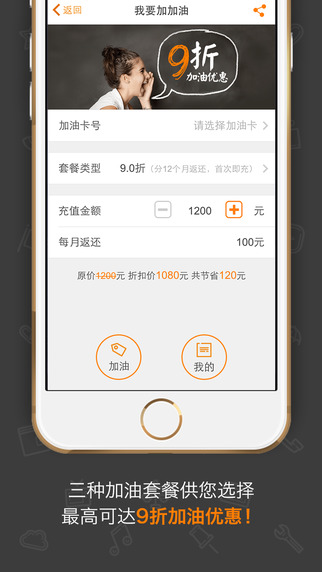 返回
我要加加油
9折
加油优惠
加油卡号 请选择加油卡
套餐类型 9.0折 (分12个月返还，首次即充)
充值金额 1200 元
每月返还 100元
原价1200元 折扣价1080元 共节省120元
加油 我的
三种加油套餐供您选择
最高可达9折加油优惠！